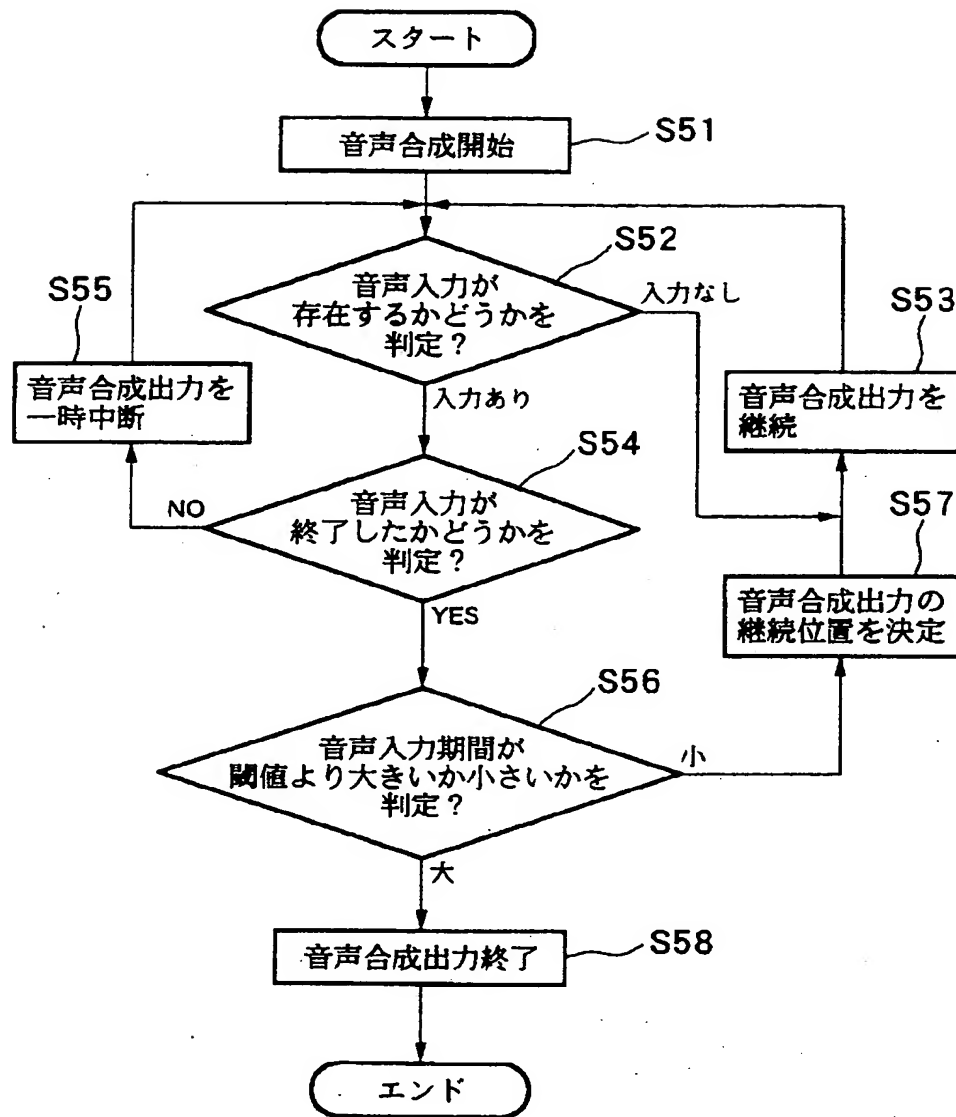 スタート
音声合成開始
S51
S52
音声入力が
存在するかどうかを
判定？
入力なし
S55
音声合成出力を
一時中断
S53
音声合成出力を
継続
入力あり
S54
音声入力が
終了したかどうかを
判定？
NO
YES
S57
音声合成出力の
継続位置を決定
S56
音声入力期間が
閾値より大きいか小さいかを
判定？
小
大
音声合成出力終了
S58
エンド